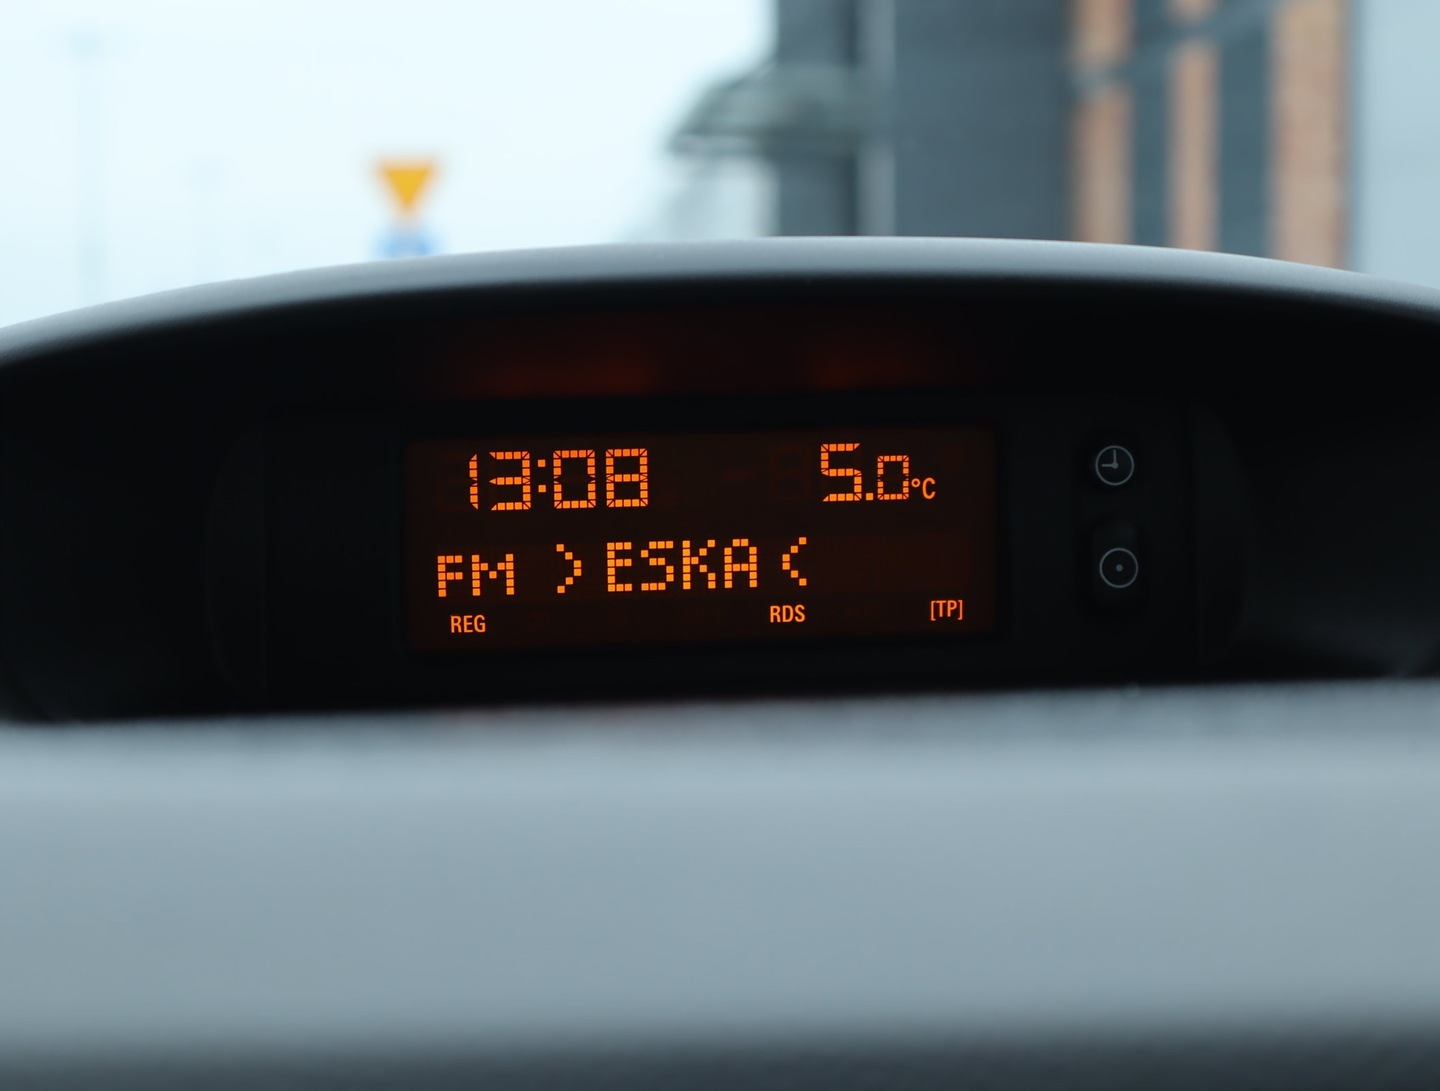 13:08 5.0°C
FM > ESKA <
REG RDS [TP]